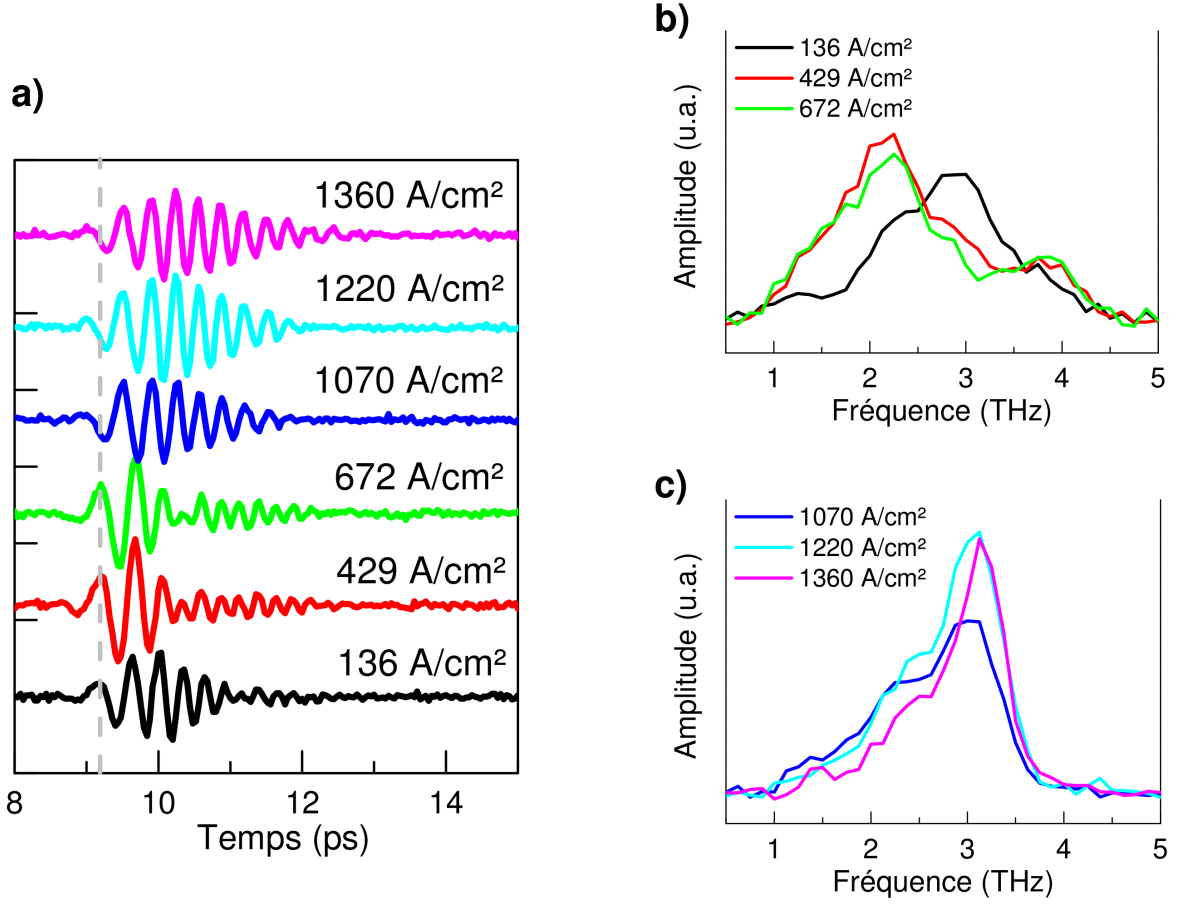 a)
1360 A/cm²
1220 A/cm²
1070 A/cm²
672 A/cm²
429 A/cm²
136 A/cm²
8 10 12 14
Temps (ps)
b)
136 A/cm²
429 A/cm²
672 A/cm²
Amplitude (u.a.)
1 2 3 4 5
Fréquence (THz)
c)
1070 A/cm²
1220 A/cm²
1360 A/cm²
Amplitude (u.a.)
1 2 3 4 5
Fréquence (THz)